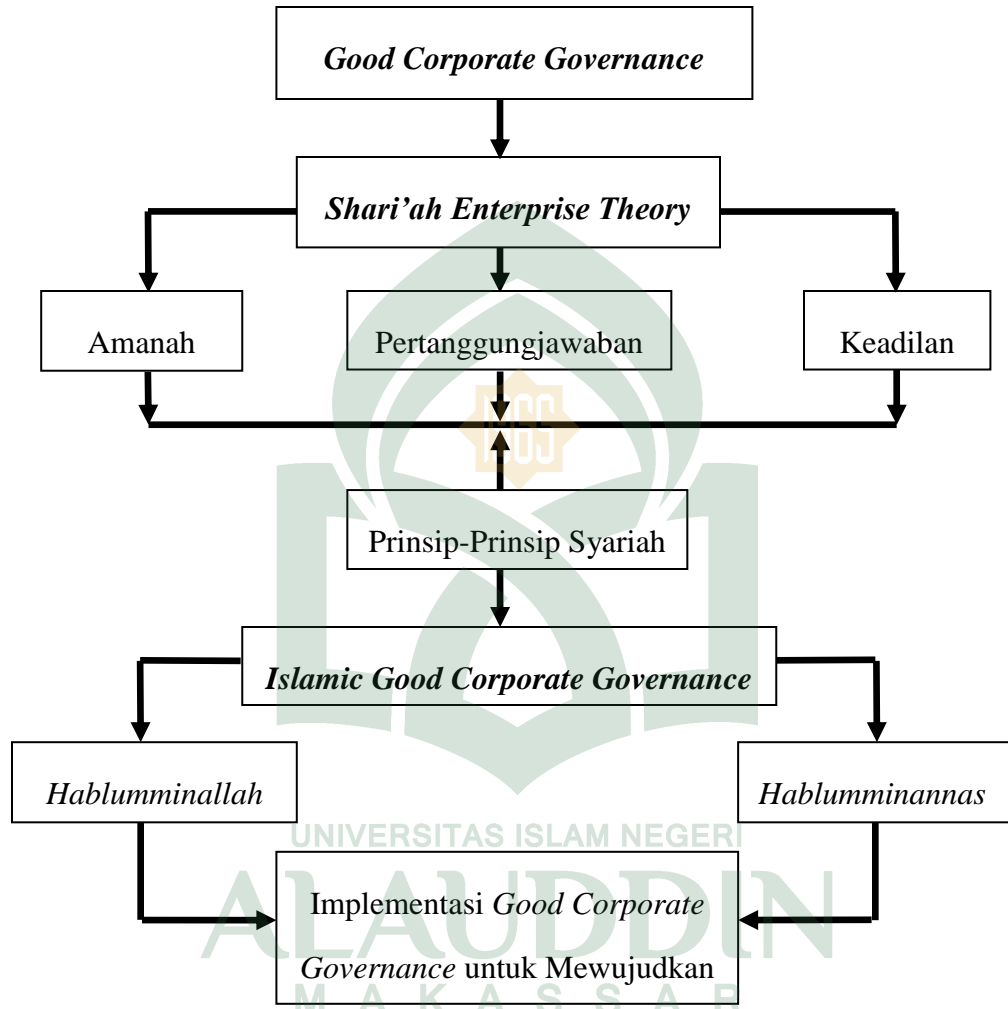 Good Corporate Governance
Shari’ah Enterprise Theory
Amanah
Pertanggungjawaban
Keadilan
1965
Prinsip-Prinsip Syariah
Islamic Good Corporate Governance
Hablumminallah
Hablumminannas
UNIVERSITAS ISLAM NEGERI
ALAUDDIN
Implementasi Good Corporate
Governance untuk Mewujudkan
MAKASSAR